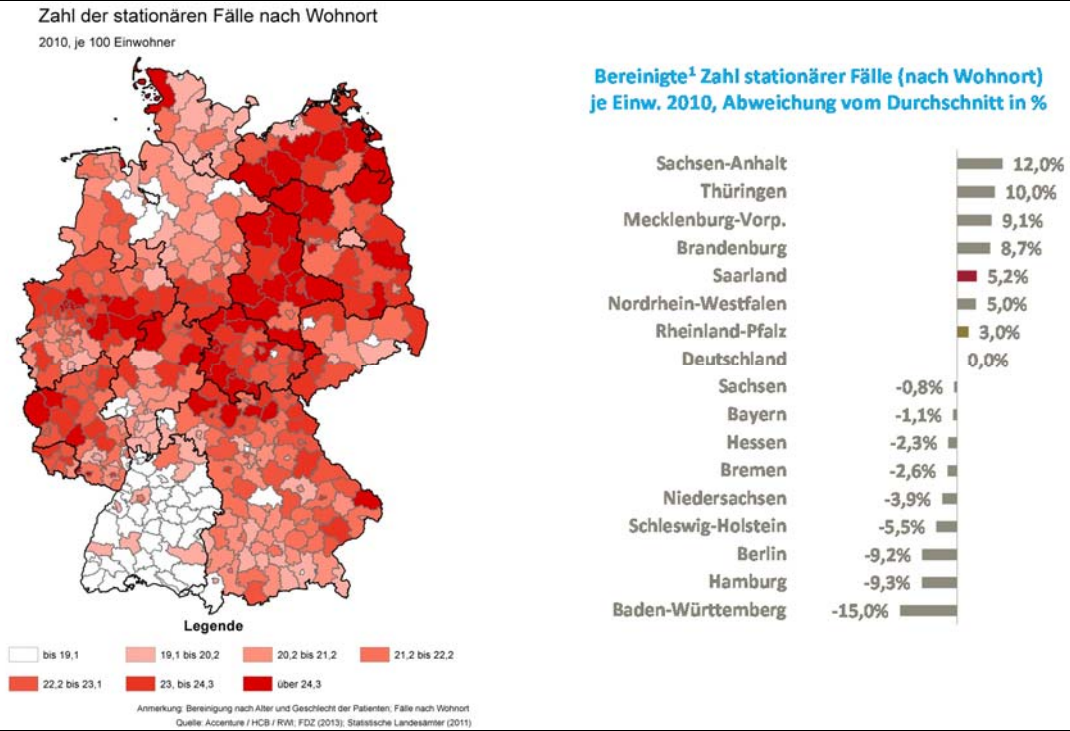 Zahl der stationären Fälle nach Wohnort
2010, je 100 Einwohner
Legende
bis 19,1
19,1 bis 20,2
20,2 bis 21,2
21,2 bis 22,2
22,2 bis 23,1
23, bis 24,3
über 24,3
Anmerkung: Bereinigung nach Alter und Geschlecht der Patienten; Fälle nach Wohnort
Quelle: Accenture / HCB / RWI; FDZ (2013); Statistische Landesämter (2011)
Bereinigte¹ Zahl stationärer Fälle (nach Wohnort)
je Einw. 2010, Abweichung vom Durchschnitt in %
Sachsen-Anhalt 12,0%
Thüringen 10,0%
Mecklenburg-Vorp. 9,1%
Brandenburg 8,7%
Saarland 5,2%
Nordrhein-Westfalen 5,0%
Rheinland-Pfalz 3,0%
Deutschland 0,0%
Sachsen -0,8%
Bayern -1,1%
Hessen -2,3%
Bremen -2,6%
Niedersachsen -3,9%
Schleswig-Holstein -5,5%
Berlin -9,2%
Hamburg -9,3%
Baden-Württemberg -15,0%